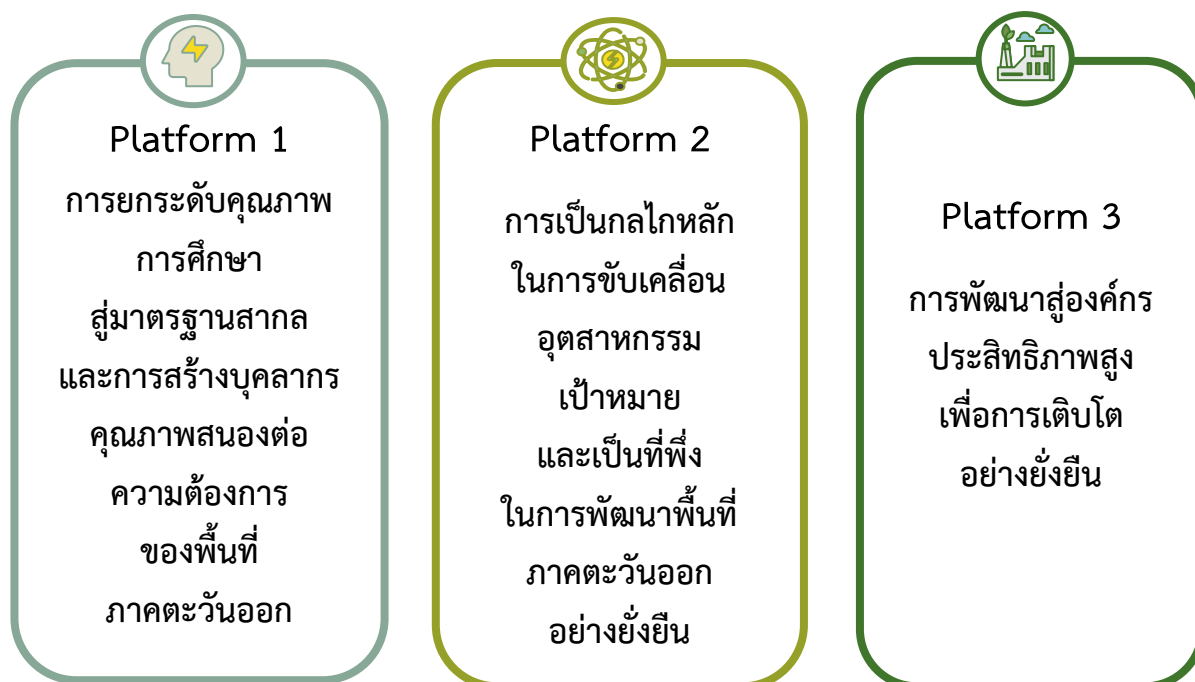 Platform 1
การยกระดับคุณภาพ
การศึกษา
สู่มาตรฐานสากล
และการสร้างบุคลากร
คุณภาพสนองต่อ
ความต้องการ
ของพื้นที่
ภาคตะวันออก
Platform 2
การเป็นกลไกหลัก
ในการขับเคลื่อน
อุตสาหกรรม
เป้าหมาย
และเป็นที่พึ่ง
ในการพัฒนาพื้นที่
ภาคตะวันออก
อย่างยั่งยืน
Platform 3
การพัฒนาสู่องค์กร
ประสิทธิภาพสูง
เพื่อการเติบโต
อย่างยั่งยืน